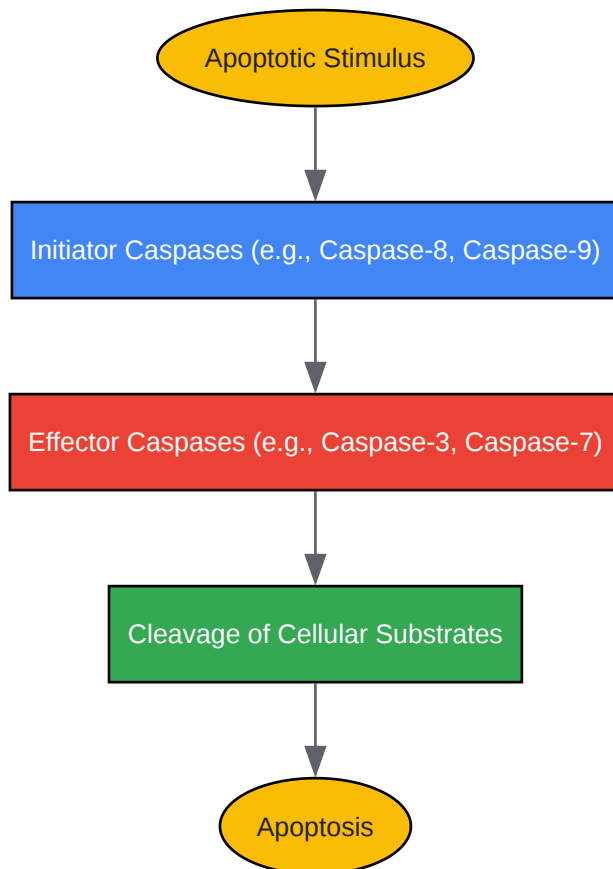 Apoptotic Stimulus
Initiator Caspases (e.g., Caspase-8, Caspase-9)
Effector Caspases (e.g., Caspase-3, Caspase-7)
Cleavage of Cellular Substrates
Apoptosis